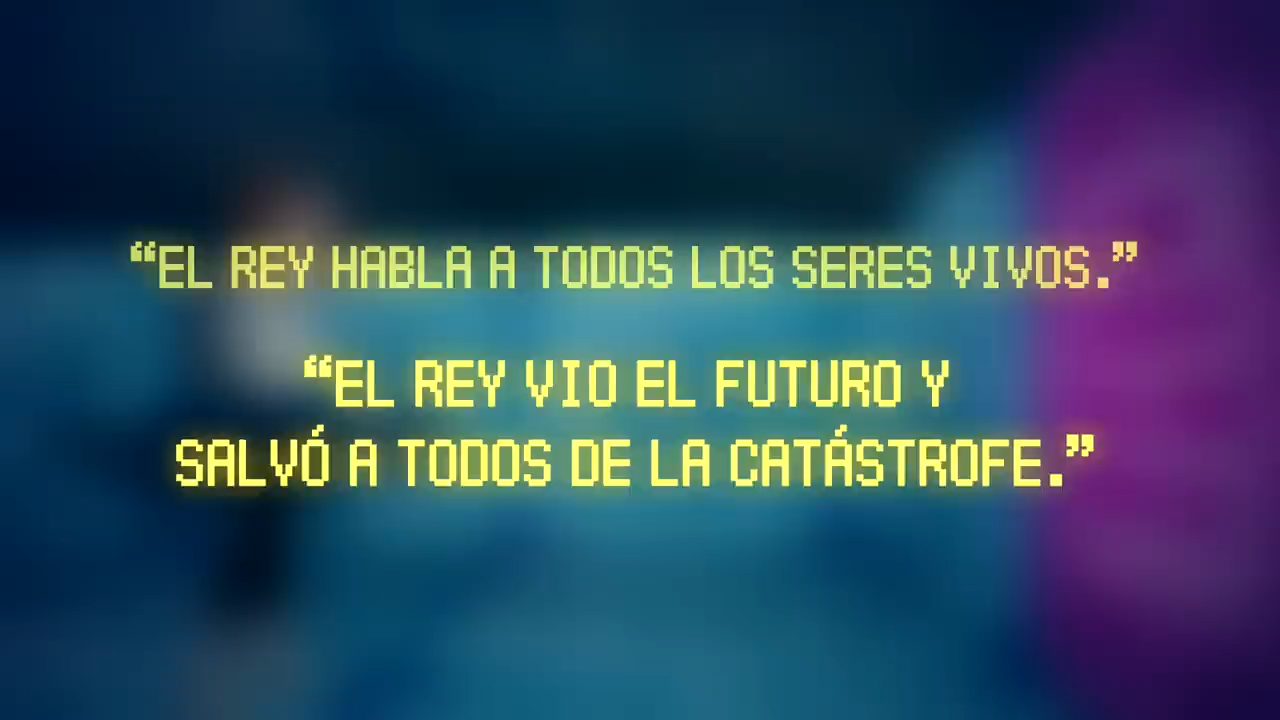 “EL REY HABLA A TODOS LOS SERES VIVOS.”
“EL REY VIO EL FUTURO Y
SALVÓ A TODOS DE LA CATÁSTROFE.”